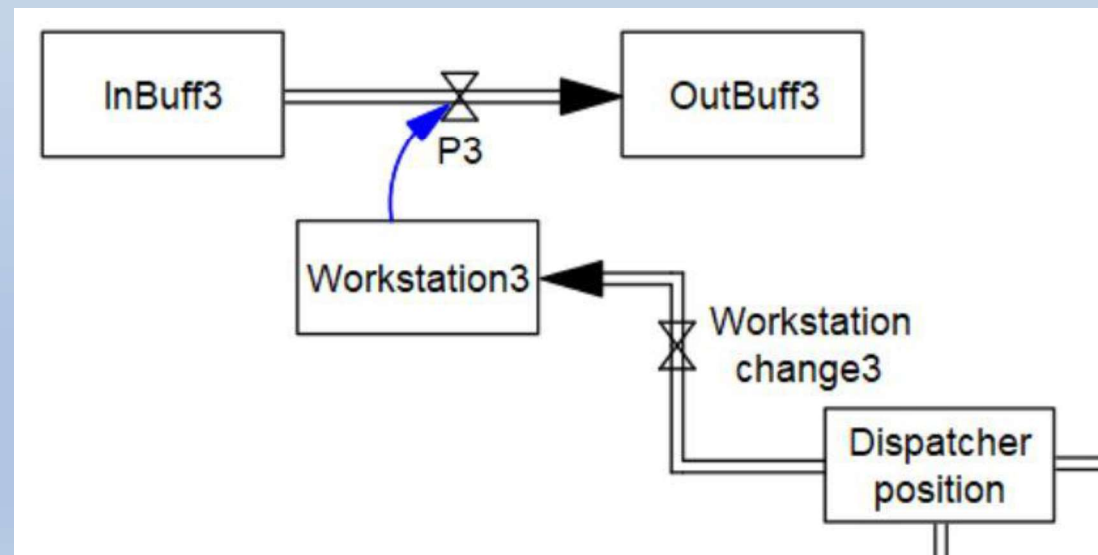 InBuff3
OutBuff3
P3
Workstation3
Workstation
change3
Dispatcher
position